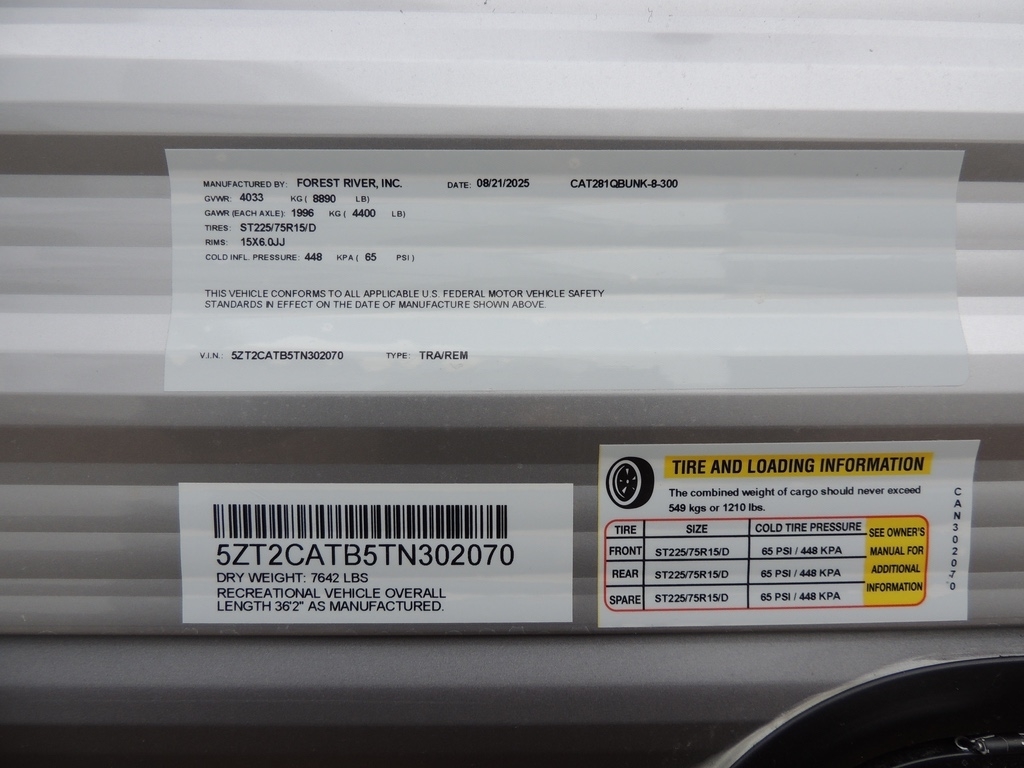 MANUFACTURED BY: FOREST RIVER, INC. DATE: 08/21/2025 CAT281QBUNK-8-300
GVWR: 4033 KG ( 8890 LB)
GAWR (EACH AXLE): 1996 KG ( 4400 LB)
TIRES: ST225/75R15/D
RIMS: 15X6.0JJ
COLD INFL. PRESSURE: 448 KPA ( 65 PSI )
THIS VEHICLE CONFORMS TO ALL APPLICABLE U.S. FEDERAL MOTOR VEHICLE SAFETY
STANDARDS IN EFFECT ON THE DATE OF MANUFACTURE SHOWN ABOVE.
V.I.N.: 5ZT2CATB5TN302070 TYPE: TRA/REM
5ZT2CATB5TN302070
DRY WEIGHT: 7642 LBS
RECREATIONAL VEHICLE OVERALL
LENGTH 36'2" AS MANUFACTURED.
TIRE AND LOADING INFORMATION
The combined weight of cargo should never exceed
549 kgs or 1210 lbs.
TIRE SIZE COLD TIRE PRESSURE
FRONT ST225/75R15/D 65 PSI / 448 KPA
REAR ST225/75R15/D 65 PSI / 448 KPA
SPARE ST225/75R15/D 65 PSI / 448 KPA
SEE OWNER'S
MANUAL FOR
ADDITIONAL
INFORMATION
CAN302070